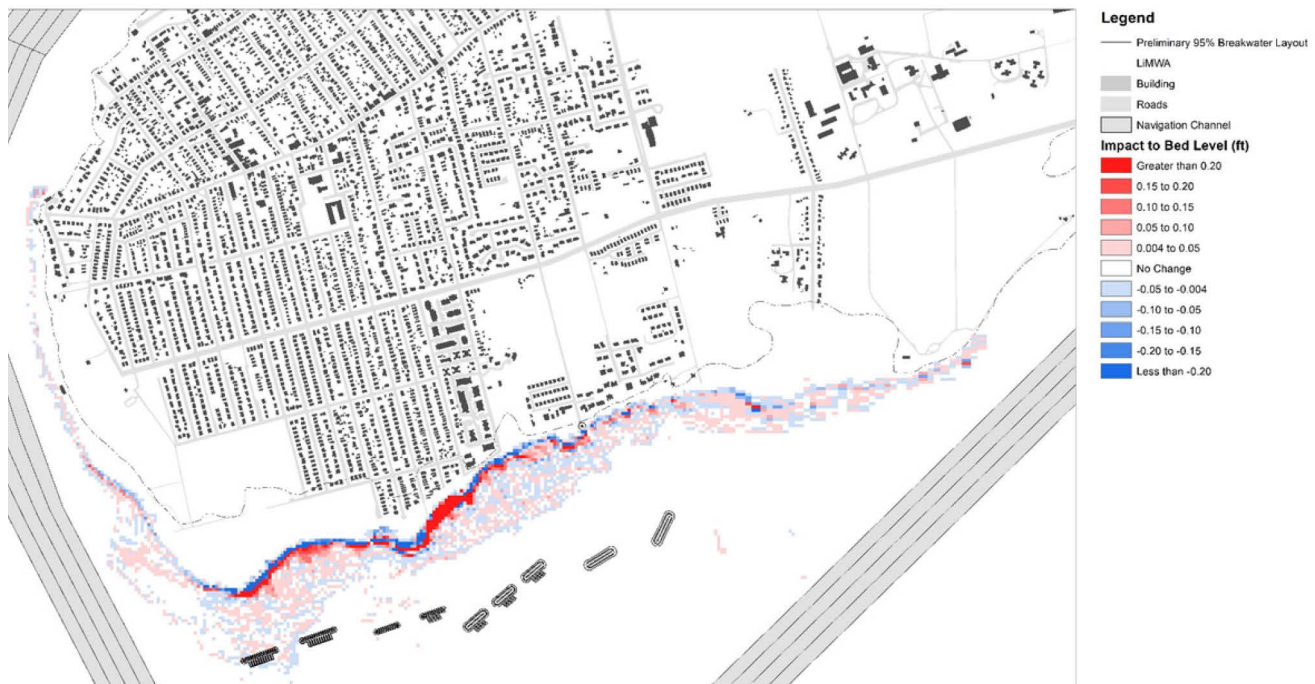 Legend
Preliminary 95% Breakwater Layout
LiMWA
Building
Roads
Navigation Channel
Impact to Bed Level (ft)
Greater than 0.20
0.15 to 0.20
0.10 to 0.15
0.05 to 0.10
0.004 to 0.05
No Change
-0.05 to -0.004
-0.10 to -0.05
-0.15 to -0.10
-0.20 to -0.15
Less than -0.20